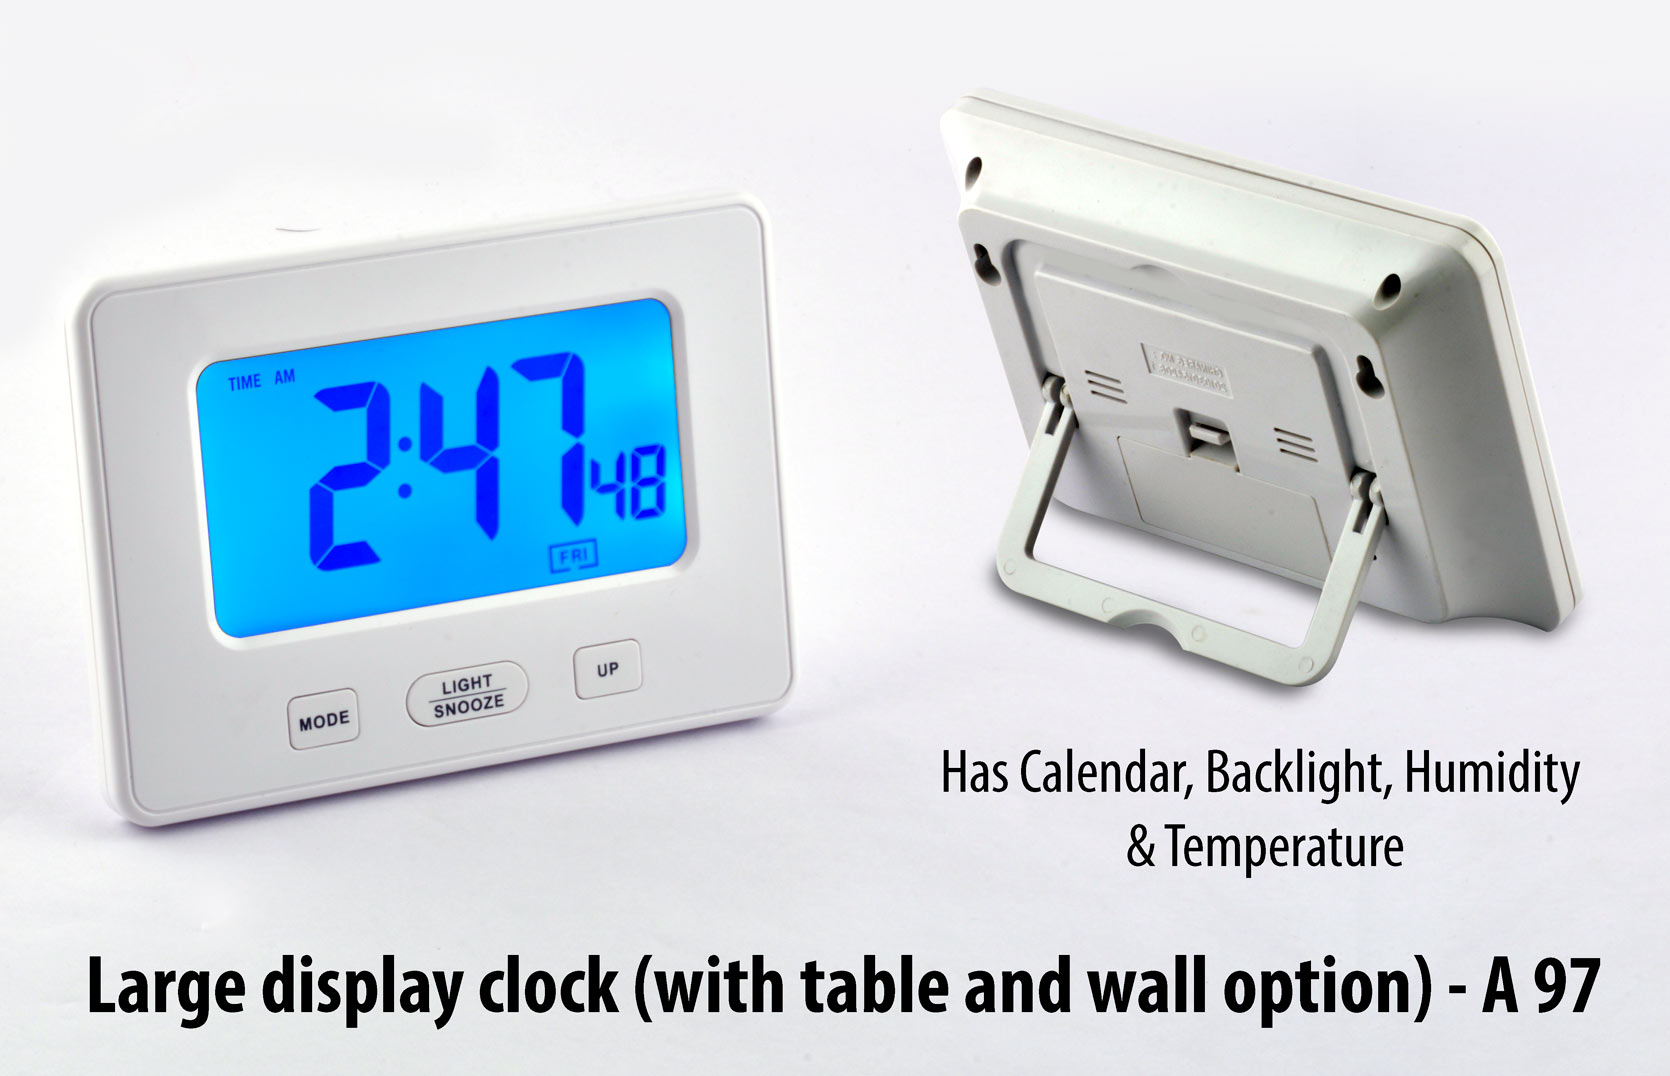 TIME AM
2:47 48
FRI
MODE
LIGHT
SNOOZE
UP
Has Calendar, Backlight, Humidity
& Temperature
Large display clock (with table and wall option) - A 97